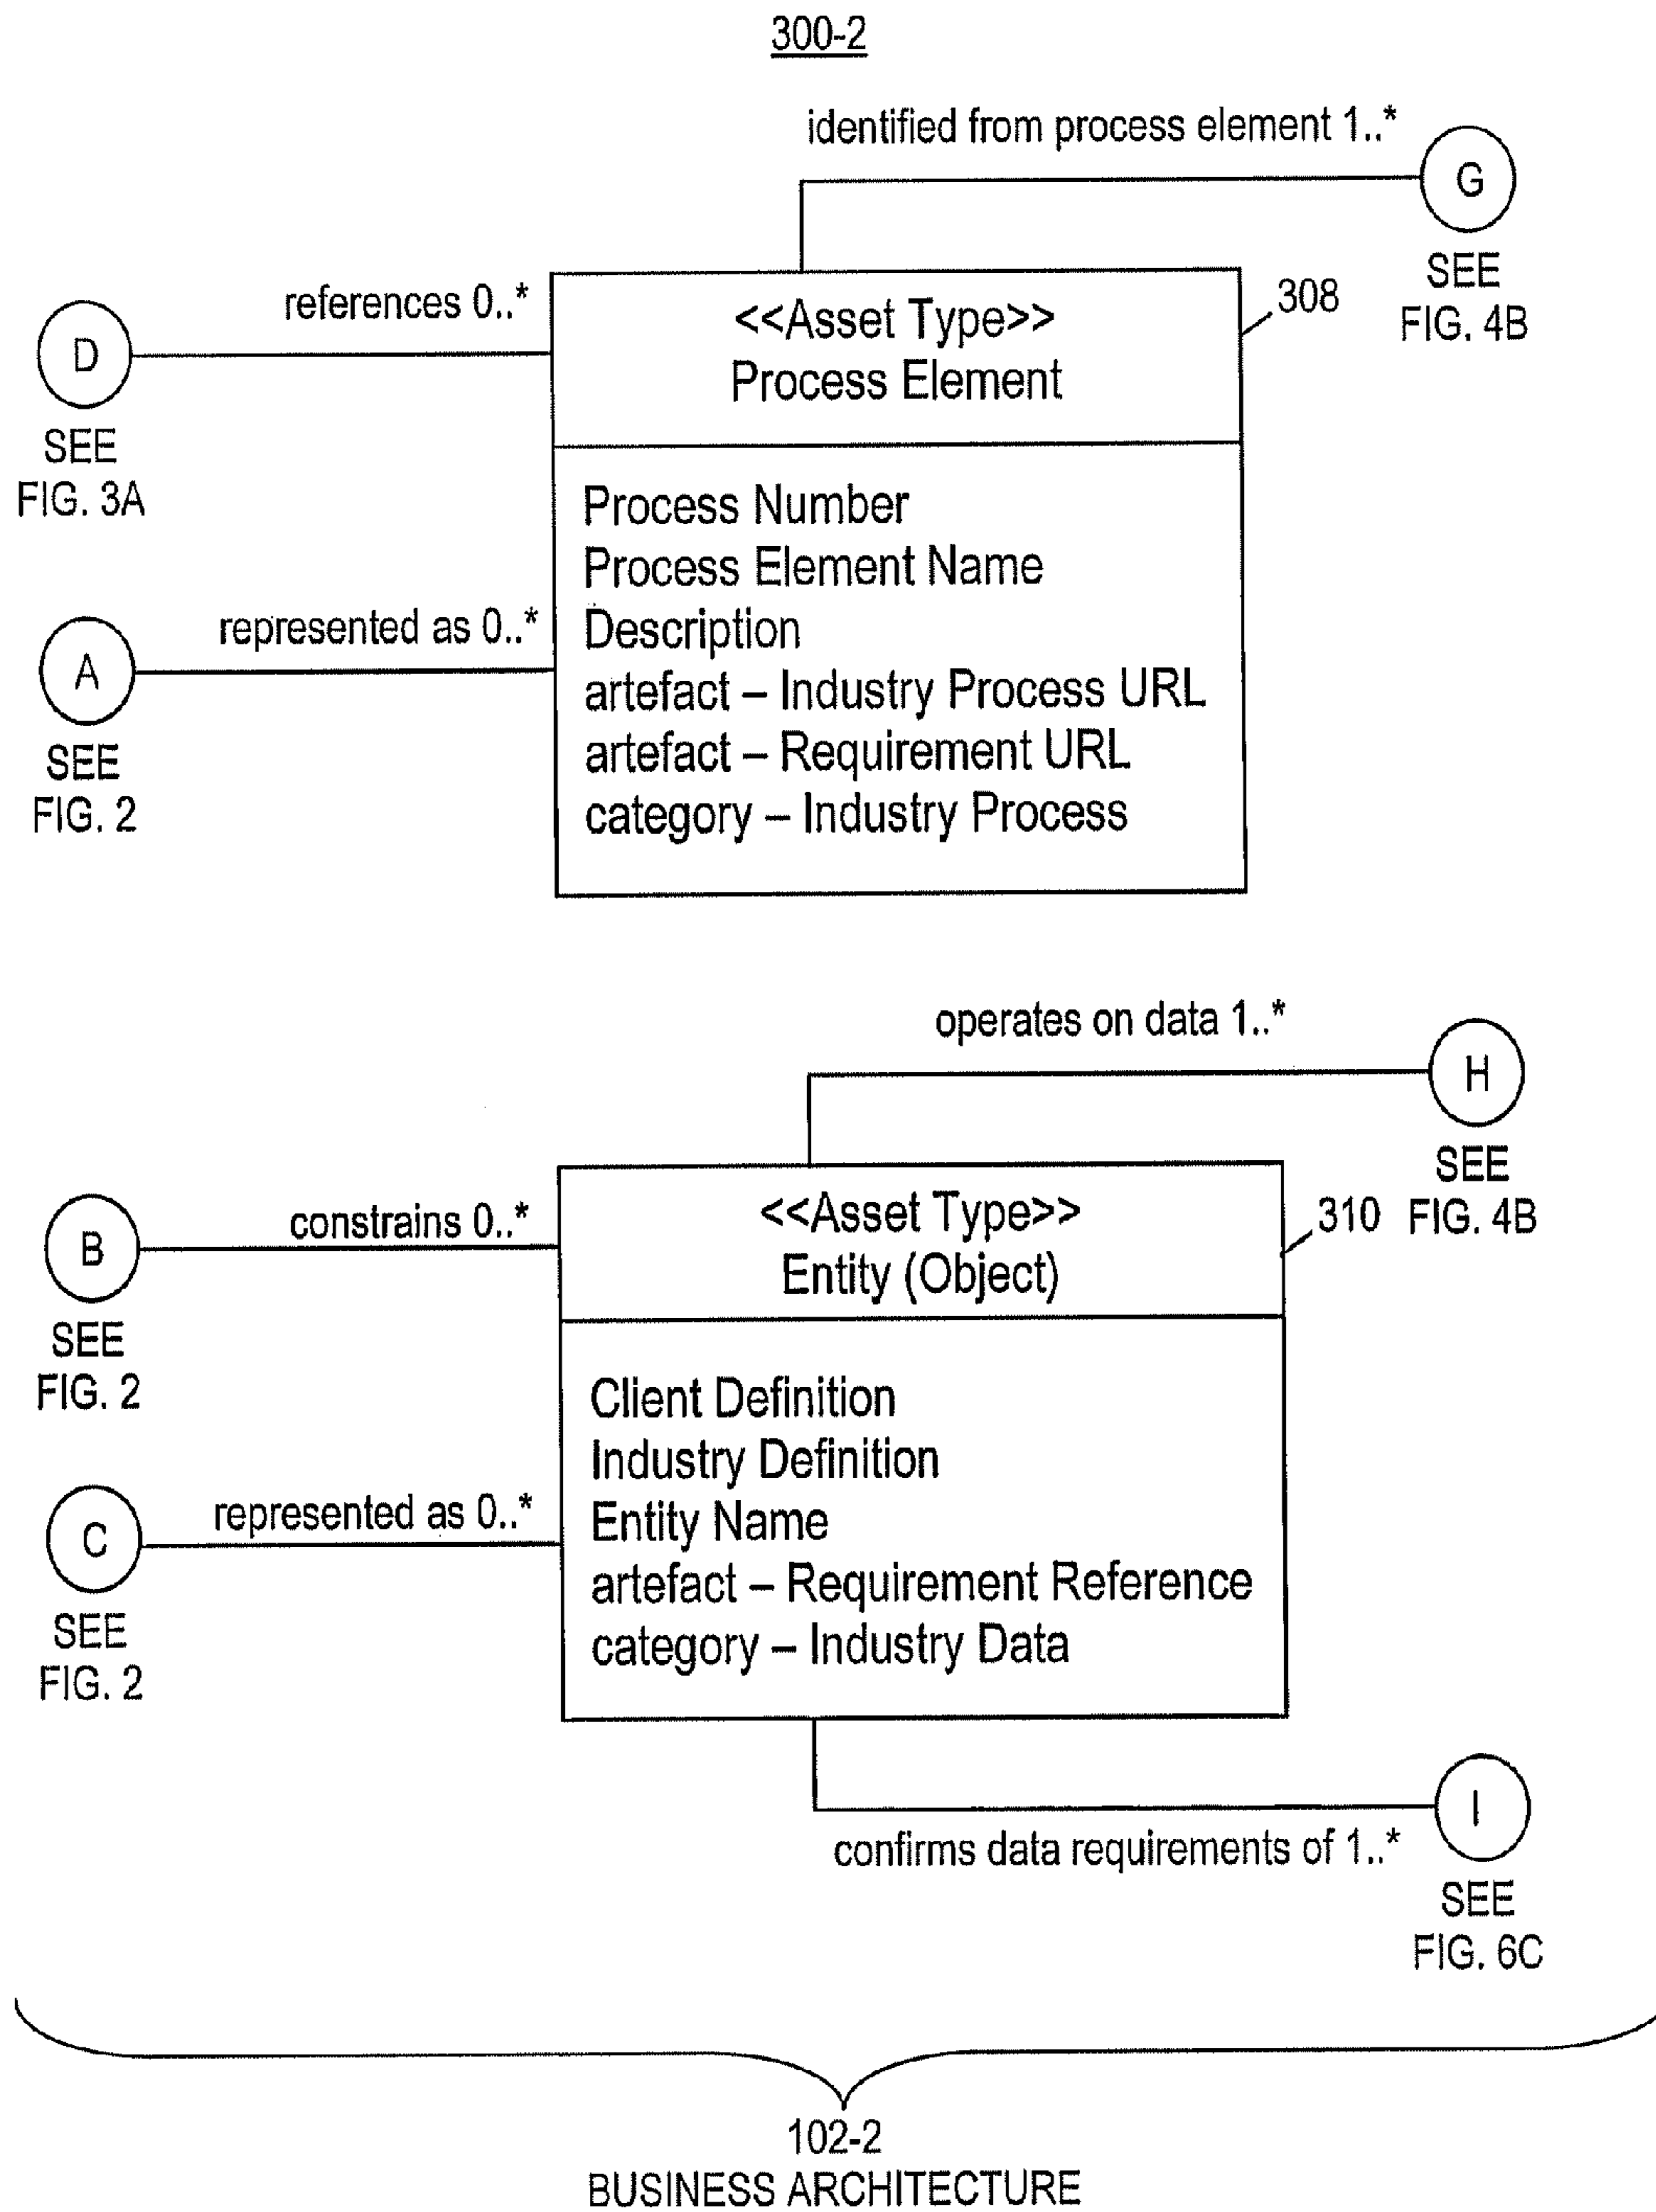 300-2
identified from process element 1..*
G
SEE
FIG. 4B
references 0..*
D
SEE
FIG. 3A
308
<<Asset Type>>
Process Element
Process Number
Process Element Name
Description
artefact – Industry Process URL
artefact – Requirement URL
category – Industry Process
represented as 0..*
A
SEE
FIG. 2
operates on data 1..*
H
SEE
FIG. 4B
constrains 0..*
B
SEE
FIG. 2
310
<<Asset Type>>
Entity (Object)
Client Definition
Industry Definition
Entity Name
artefact – Requirement Reference
category – Industry Data
represented as 0..*
C
SEE
FIG. 2
confirms data requirements of 1..*
I
SEE
FIG. 6C
102-2
BUSINESS ARCHITECTURE